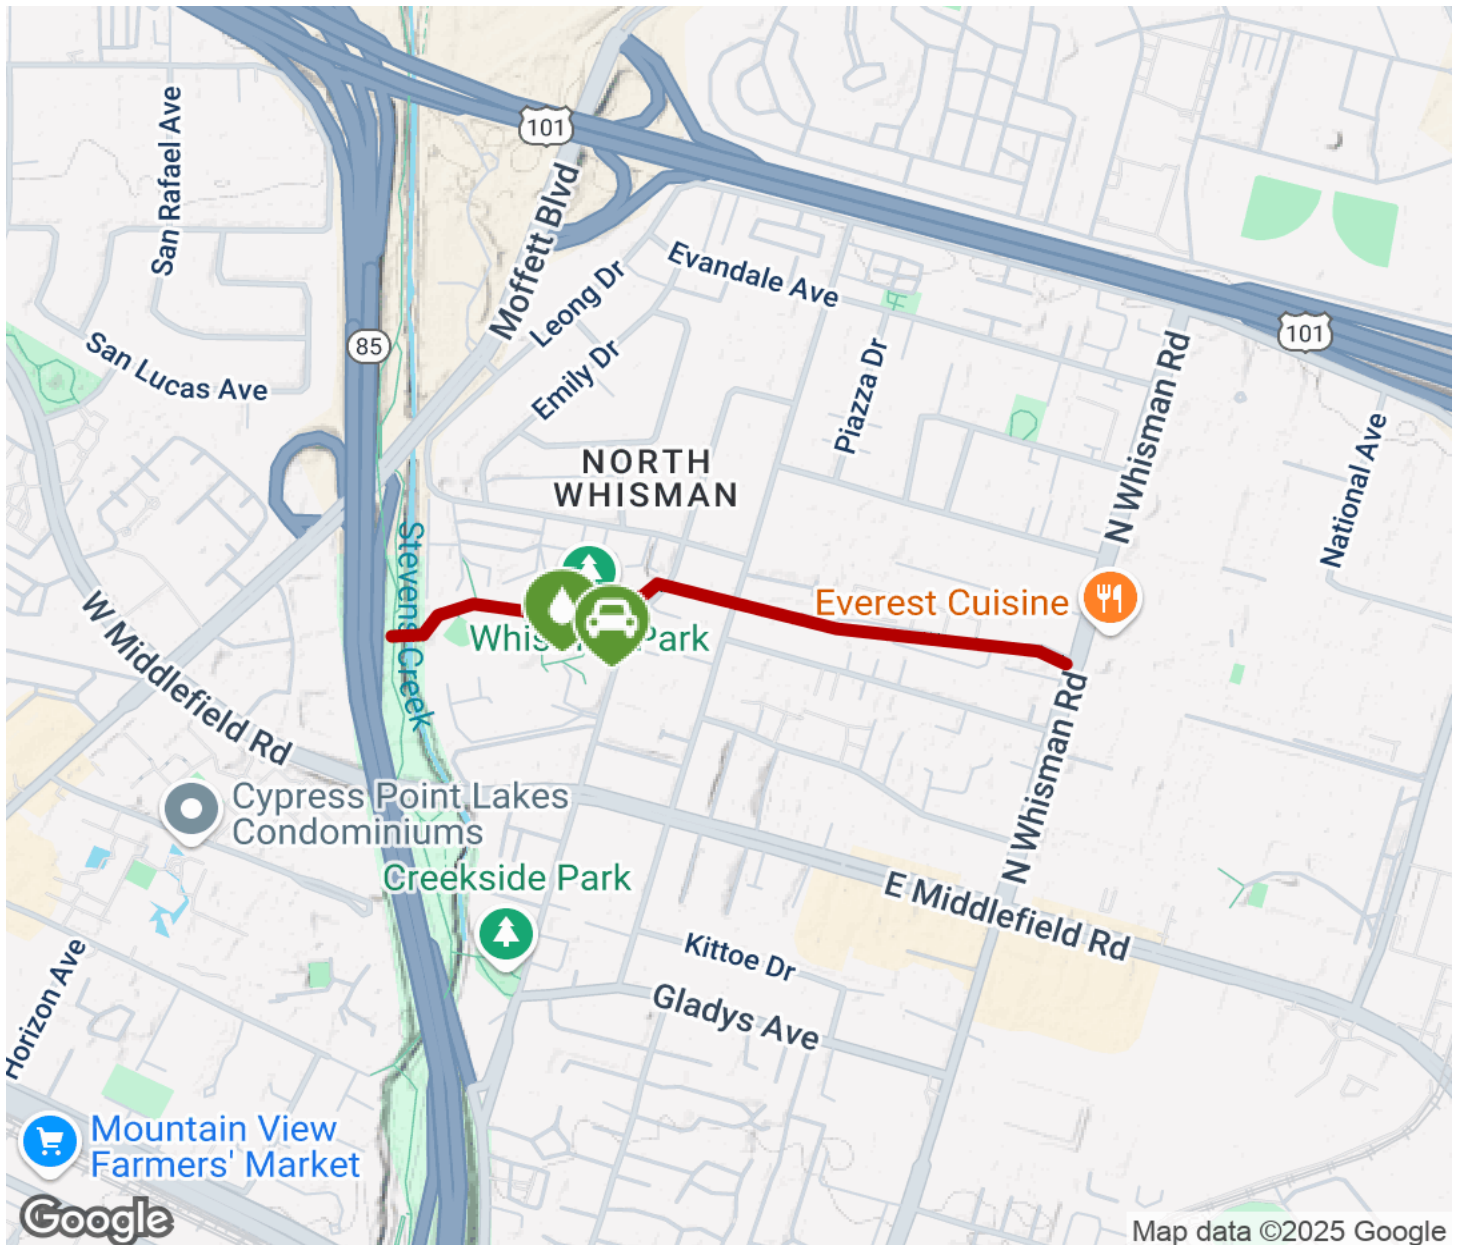 San Rafael Ave
101
Moffett Blvd
Evandale Ave
Leong Dr
101
85
San Lucas Ave
Emily Dr
Piazza Dr
N Whisman Rd
National Ave
NORTH
WHISMAN
Stevens Creek
Everest Cuisine
W Middlefield Rd
Park
N Whisman Rd
Cypress Point Lakes
Condominiums
Creekside Park
E Middlefield Rd
Kittoe Dr
Horizon Ave
Gladys Ave
Mountain View
Farmers' Market
Google
Map data ©2025 Google